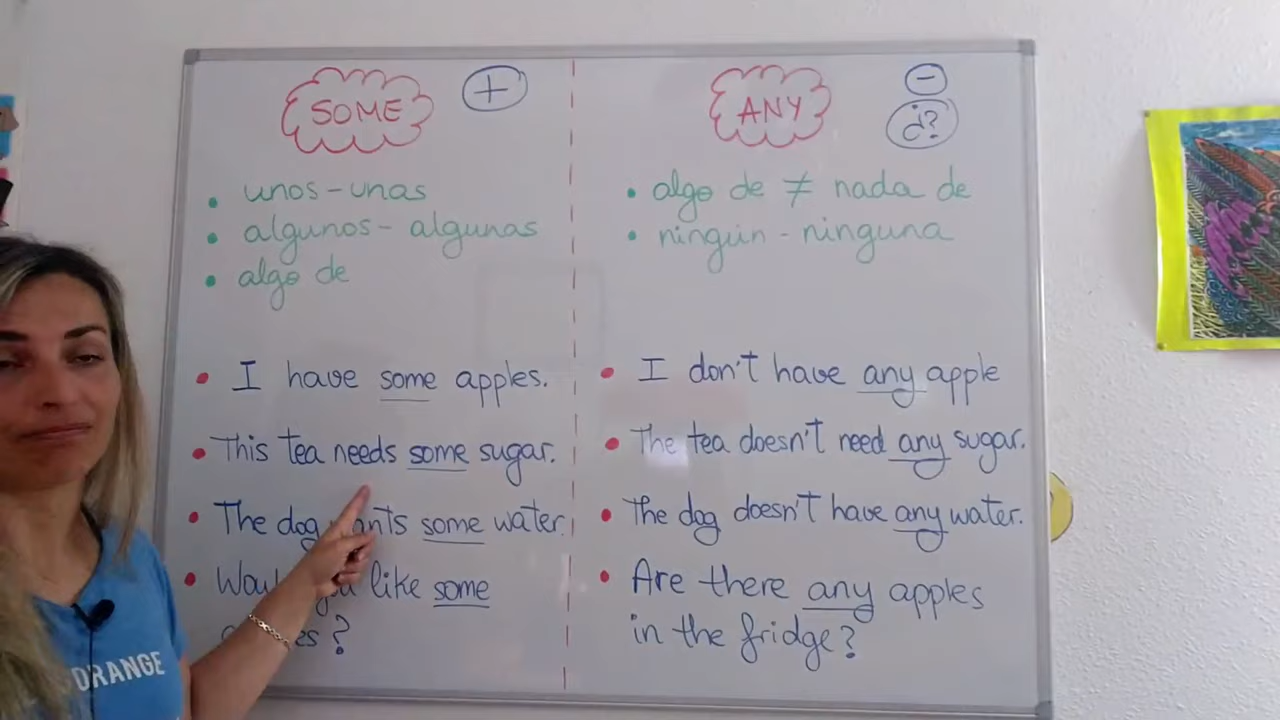 SOME +
unos - unas
algunos - algunas
algo de
I have some apples.
This tea needs some sugar.
The dog some water.
like some
?
ANY -
¿?
algo de ≠ nada de
ningún - ninguna
I don't have any apple
The tea doesn't need any sugar.
The dog doesn't have any water.
Are there any apples
in the fridge?
ORANGE